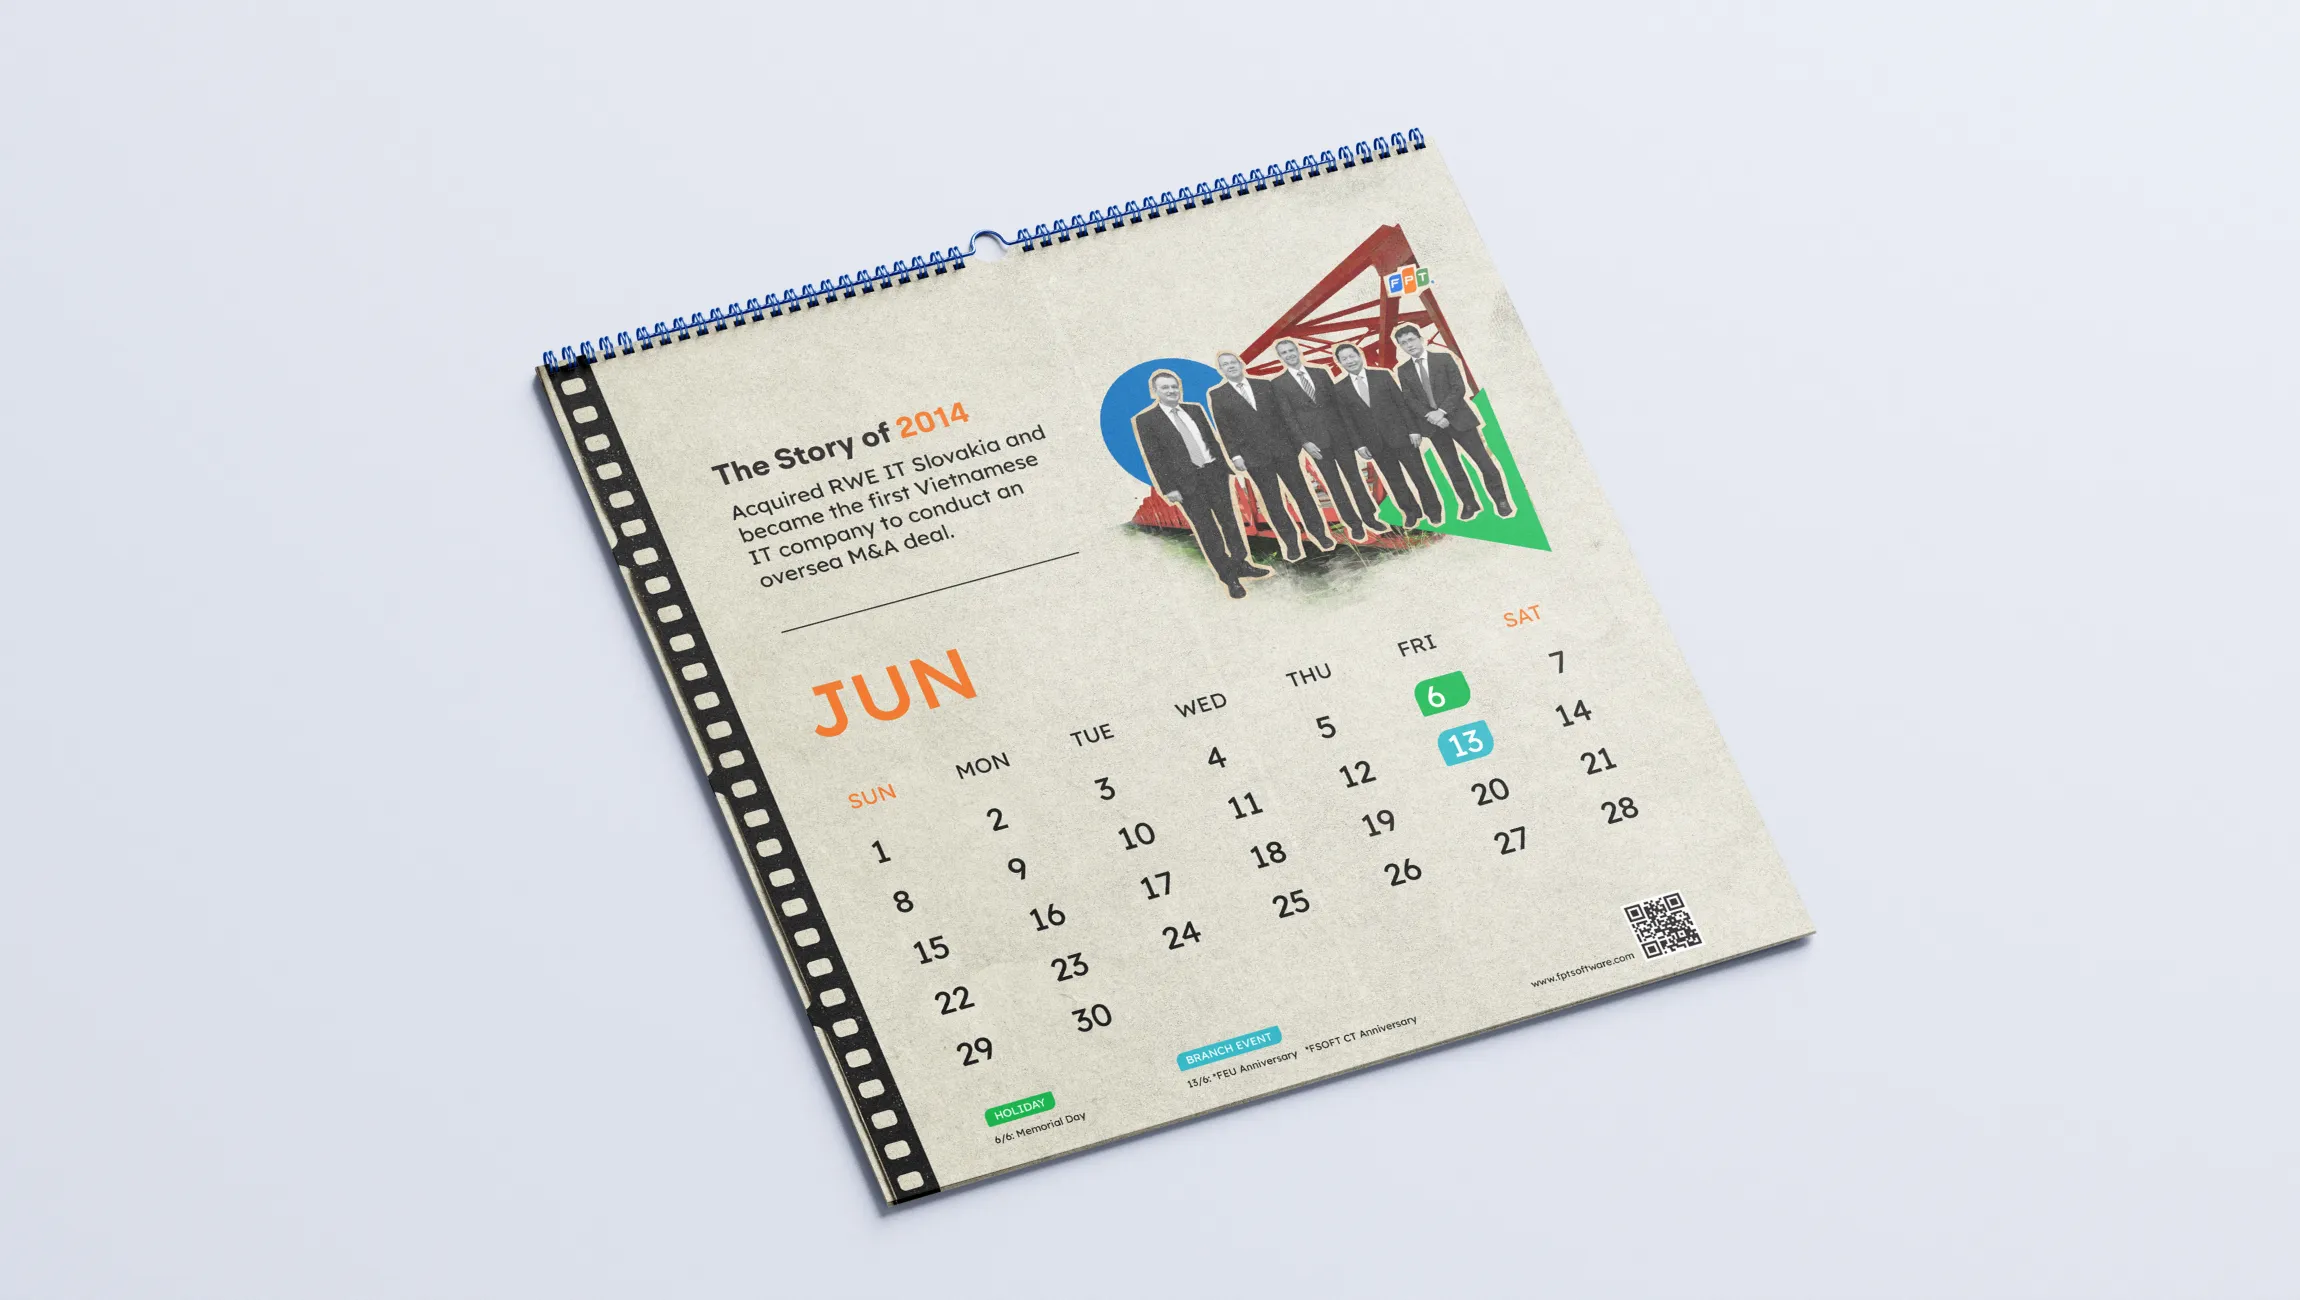 FPT
The Story of 2014
Acquired RWE IT Slovakia and
became the first Vietnamese
IT company to conduct an
oversea M&A deal.
JUN
SUN MON TUE WED THU FRI SAT
1 2 3 4 5 6 7
8 9 10 11 12 13 14
15 16 17 18 19 20 21
22 23 24 25 26 27 28
29 30
HOLIDAY
6/6: Memorial Day
BRANCH EVENT
13/6: *FEU Anniversary *FSOFT CT Anniversary
www.fptsoftware.com